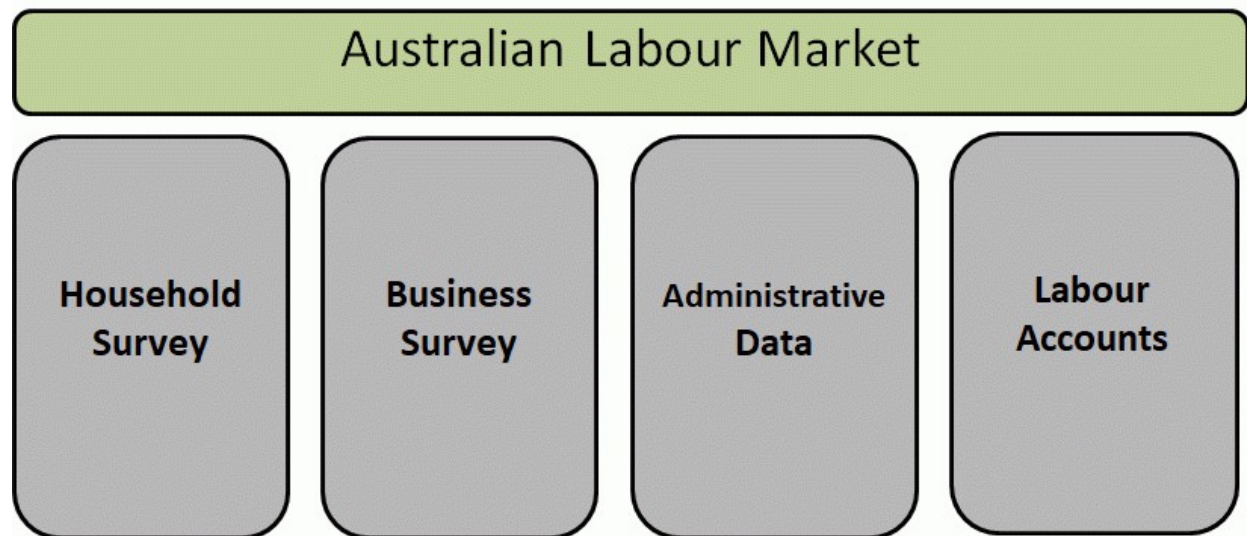 Australian Labour Market
Household
Survey
Business
Survey
Administrative
Data
Labour
Accounts